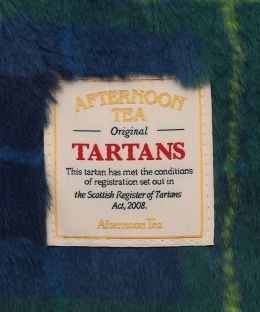 AFTERNOON
TEA
Original
TARTANS
This tartan has met the conditions
of registration set out in
the Scottish Register of Tartans
Act, 2008.
Afternoon Tea